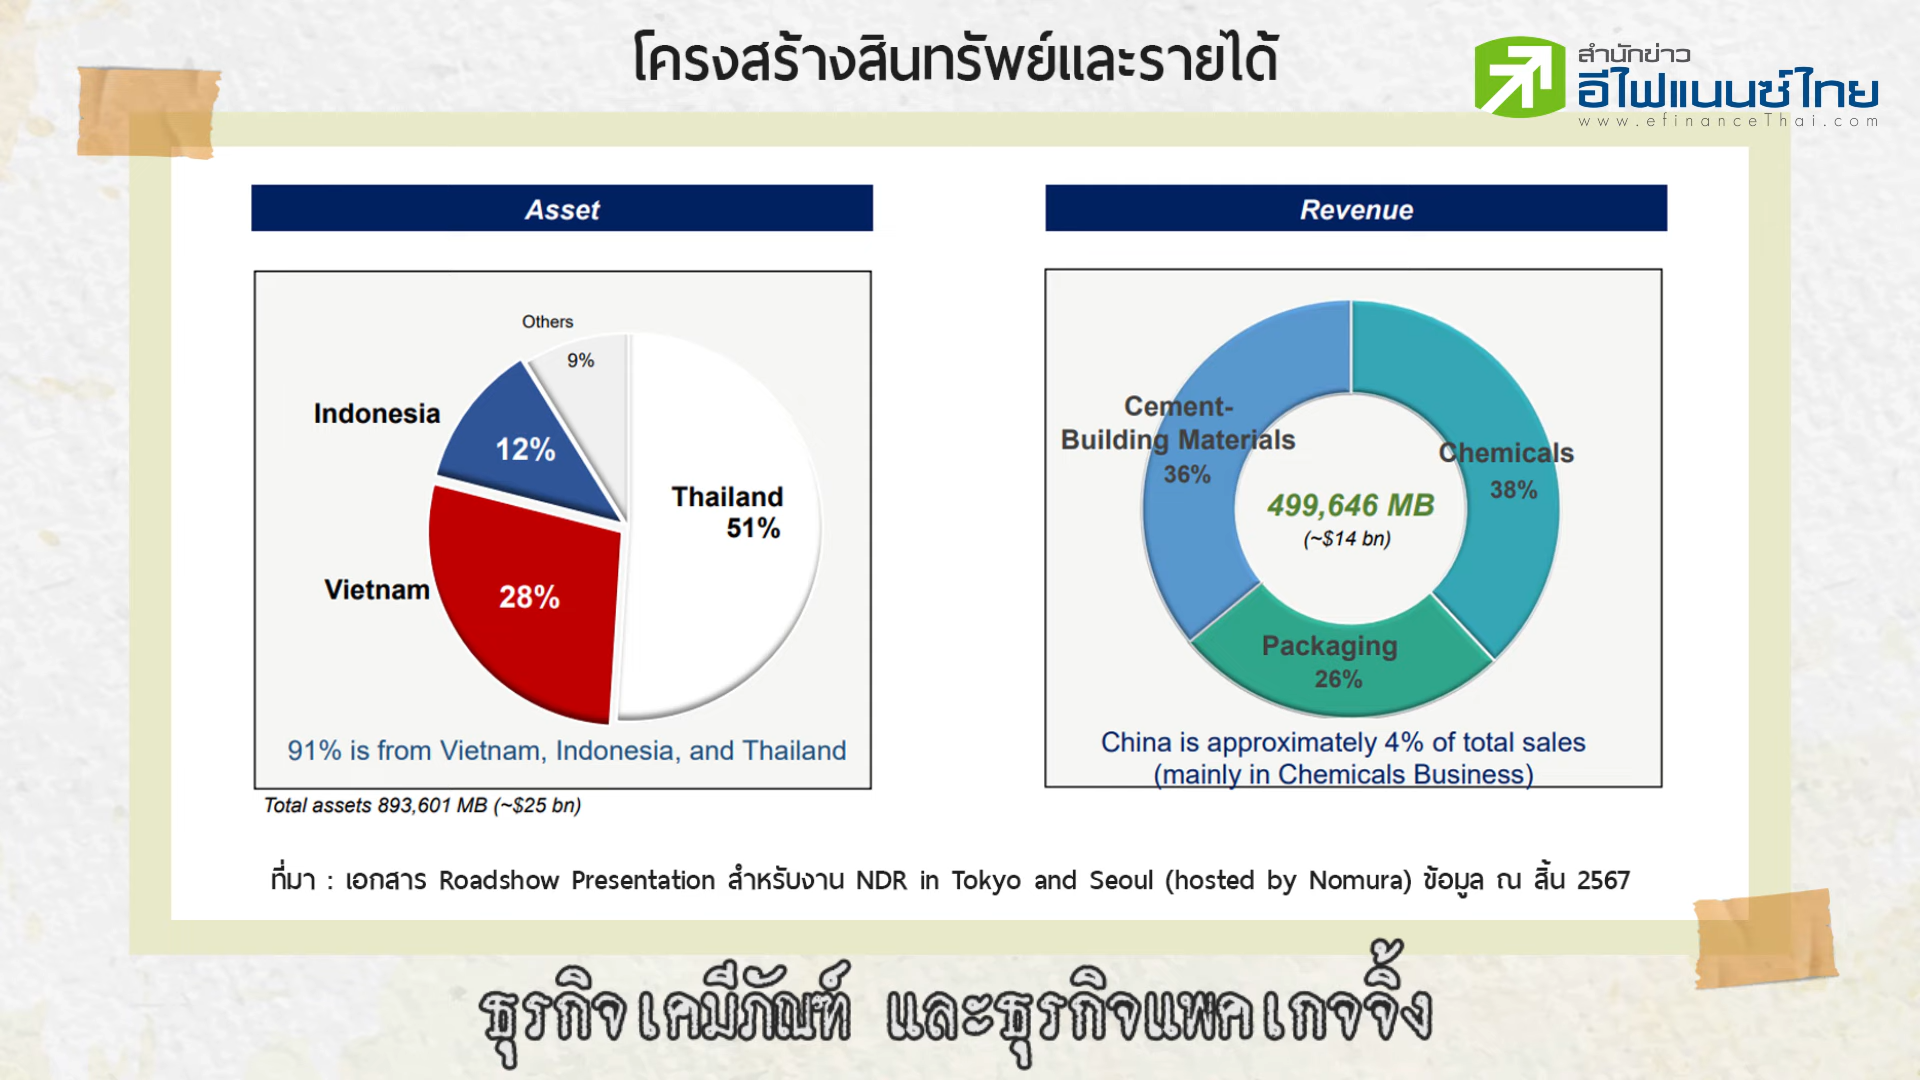 โครงสร้างสินทรัพย์และรายได้
สำนักข่าว
อีไฟแนนซ์ไทย
www.efinanceThai.com
Asset
Others
9%
Indonesia
12%
Thailand
51%
Vietnam
28%
91% is from Vietnam, Indonesia, and Thailand
Total assets 893,601 MB (~$25 bn)
Revenue
Cement-
Building Materials
36%
Chemicals
38%
499,646 MB
(~$14 bn)
Packaging
26%
China is approximately 4% of total sales
(mainly in Chemicals Business)
ที่มา : เอกสาร Roadshow Presentation สำหรับงาน NDR in Tokyo and Seoul (hosted by Nomura) ข้อมูล ณ สิ้น 2567
ธุรกิจเคมีภัณฑ์ และธุรกิจแพคเกจจิ้ง